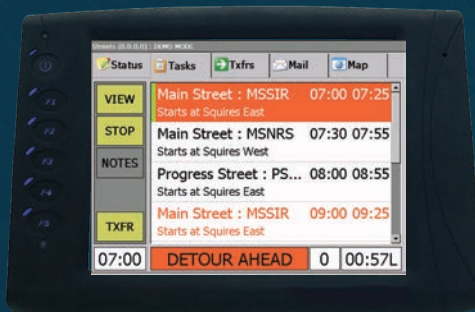 Streets (0.0.0.0) : DEMO MODE
Status Tasks Txfrs Mail Map
VIEW
STOP
NOTES
TXFR
Main Street : MSSIR 07:00 07:25
Starts at Squires East
Main Street : MSNRS 07:30 07:55
Starts at Squires West
Progress Street : PS... 08:00 08:55
Starts at Squires East
Main Street : MSSIR 09:00 09:25
Starts at Squires East
07:00 DETOUR AHEAD 0 00:57L
F1
F2
F3
F4
F5